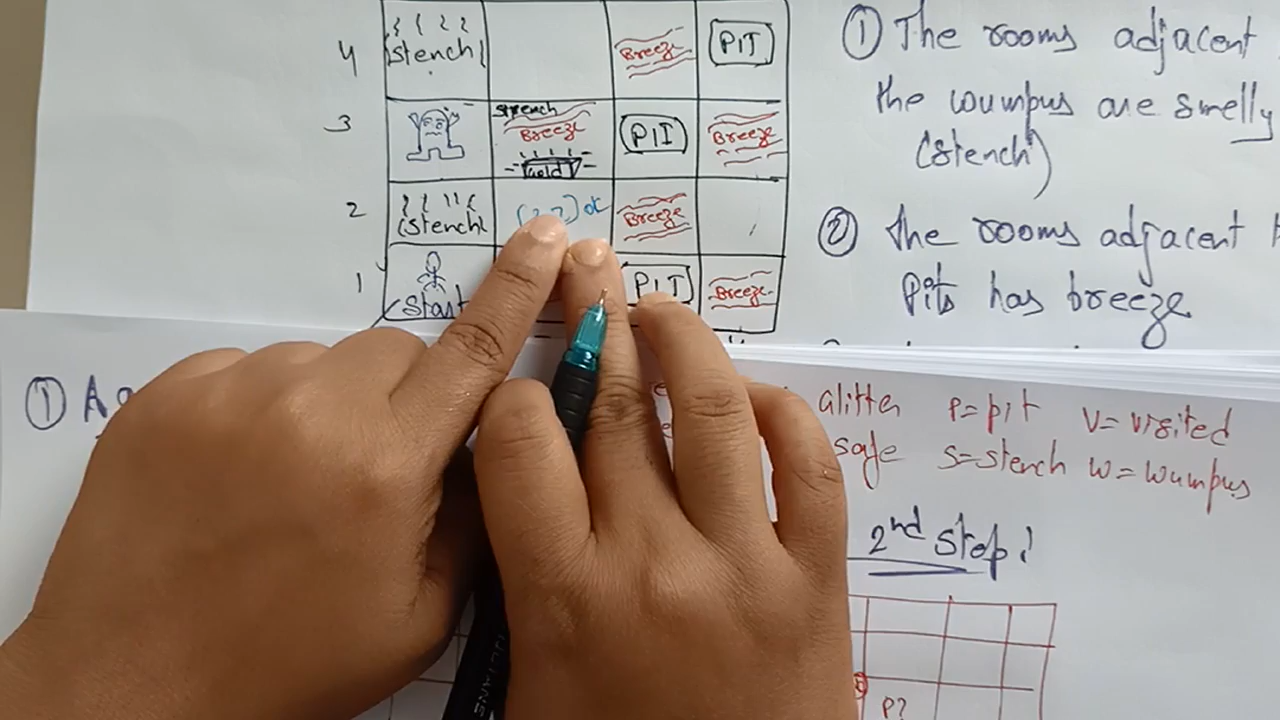 4 Stench Breeze PIT
3 strench Breeze Gold PIT Breeze
2 Stench ok Breeze
1 Start PIT Breeze
① The rooms adjacent
the wumpus are smelly
(stench)
② The rooms adjacent
Pits has breeze
①
Glitter P=pit V=visited
safe S=stench W=wumpus
2nd Stop!
P?